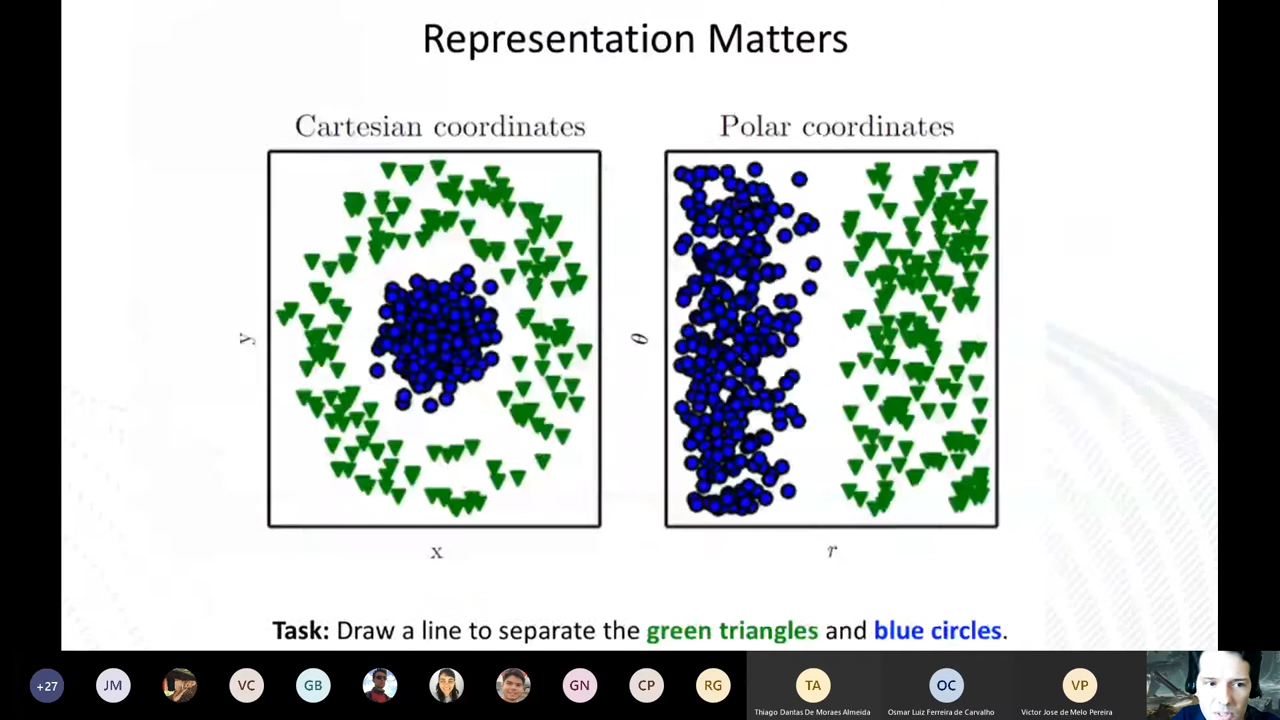 Representation Matters
Cartesian coordinates
Polar coordinates
y
θ
x
r
Task: Draw a line to separate the green triangles and blue circles.
+27
JM
VC
GB
GN
CP
RG
TA
OC
VP
Thiago Dantas De Moraes Almeida
Osmar Luiz Ferreira de Carvalho
Victor Jose de Melo Pereira